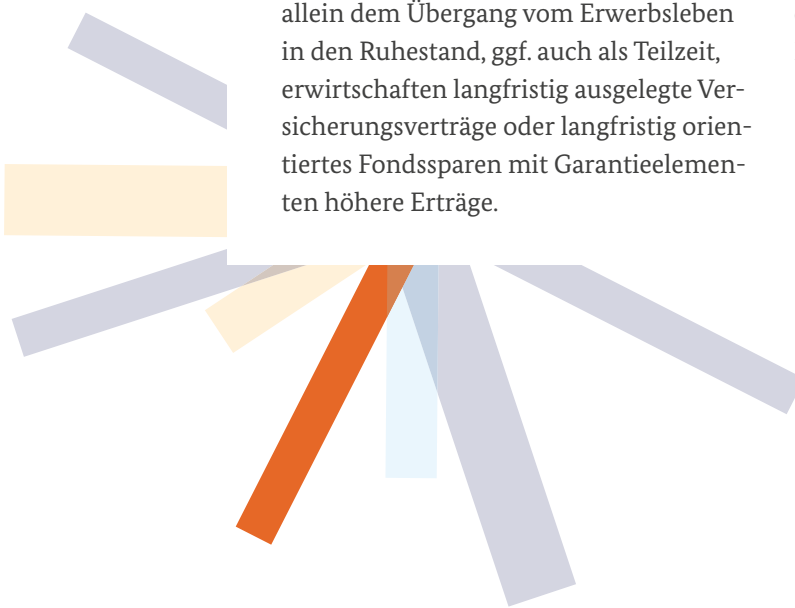 allein dem Übergang vom Erwerbsleben
in den Ruhestand, ggf. auch als Teilzeit,
erwirtschaften langfristig ausgelegte Ver-
sicherungsverträge oder langfristig orien-
tiertes Fondssparen mit Garantieelemen-
ten höhere Erträge.